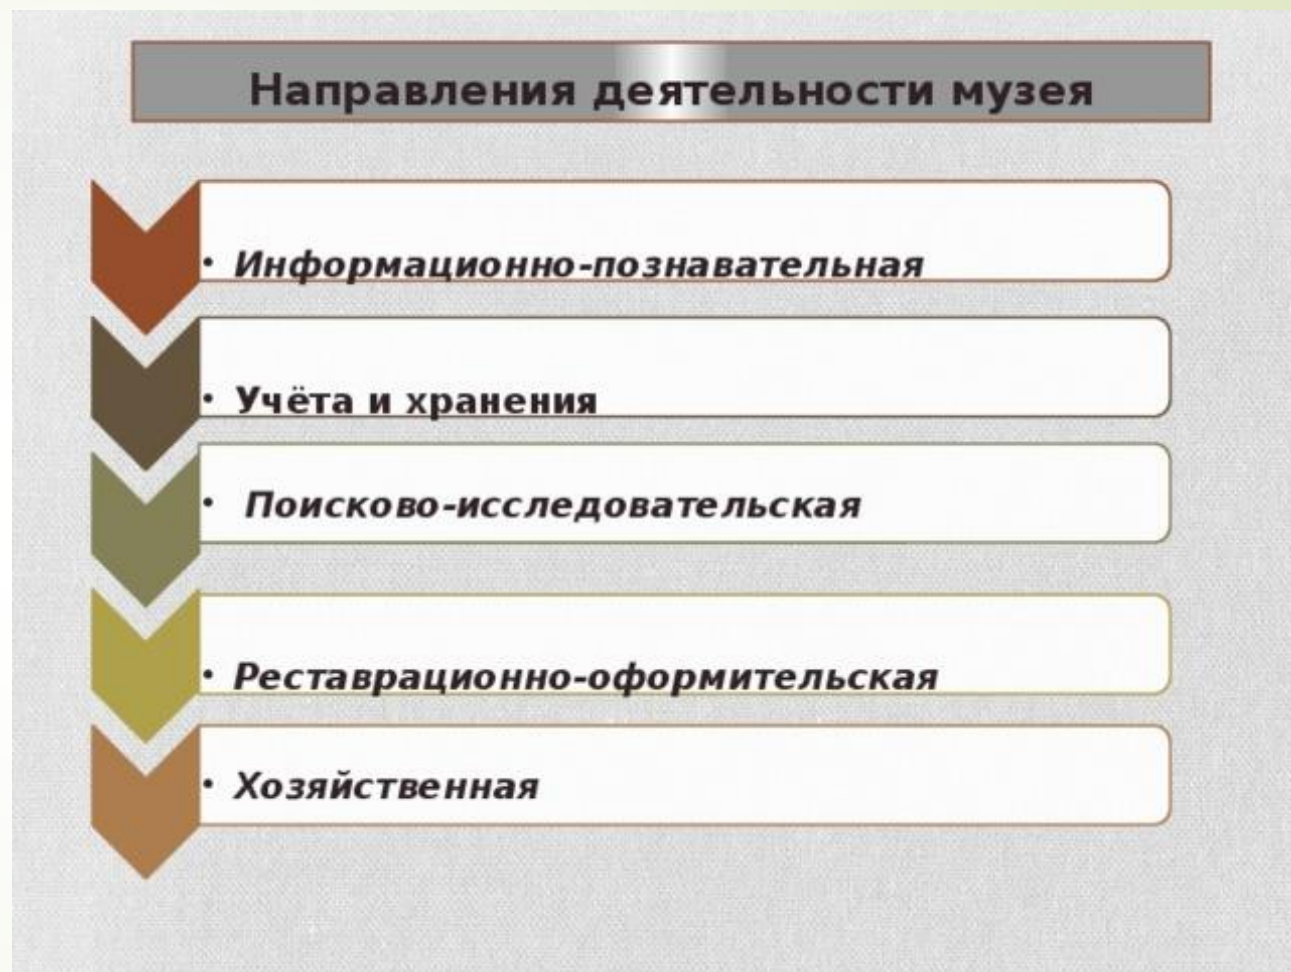 Направления деятельности музея
• Информационно-познавательная
• Учёта и хранения
• Поисково-исследовательская
• Реставрационно-оформительская
• Хозяйственная